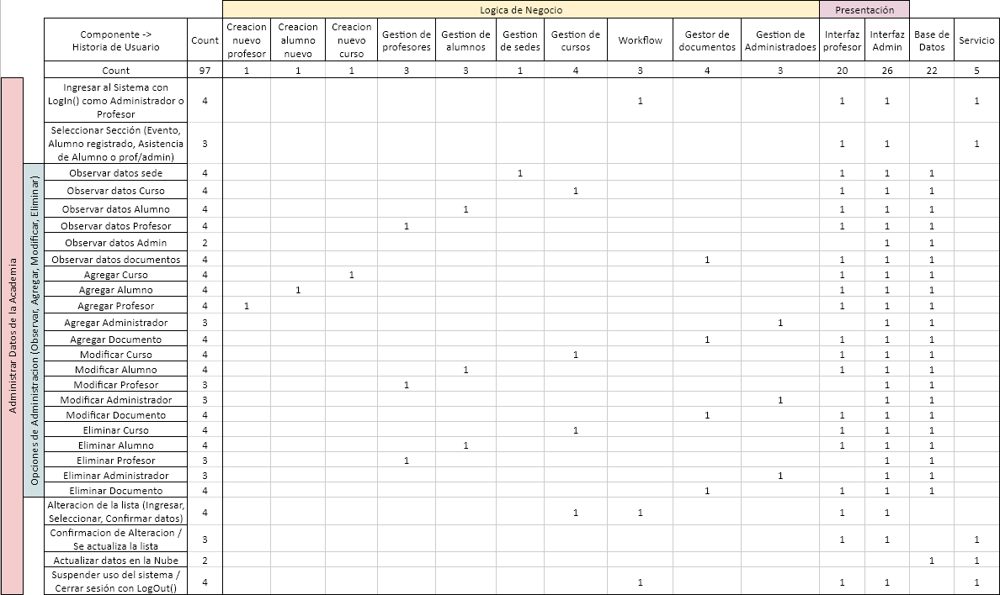 Logica de Negocio Presentación
Componente -> Historia de Usuario Count Creacion nuevo profesor Creacion alumno nuevo Creacion nuevo curso Gestion de profesores Gestion de alumnos Gestion de sedes Gestion de cursos Workflow Gestor de documentos Gestion de Administradoes Interfaz profesor Interfaz Admin Base de Datos Servicio
Count 97 1 1 1 3 3 1 4 3 4 3 20 26 22 5
Administrar Datos de la Academia
Ingresar al Sistema con
LogIn() como Administrador o 4 1 1 1 1
Profesor
Seleccionar Sección (Evento,
Alumno registrado, Asistencia 3 1 1 1
de Alumno o prof/admin)
Opciones de Administracion (Observar, Agregar, Modificar, Eliminar)
Observar datos sede 4 1 1 1 1
Observar datos Curso 4 1 1 1 1
Observar datos Alumno 4 1 1 1 1
Observar datos Profesor 4 1 1 1 1
Observar datos Admin 2 1 1
Observar datos documentos 4 1 1 1 1
Agregar Curso 4 1 1 1 1
Agregar Alumno 4 1 1 1 1
Agregar Profesor 4 1 1 1 1
Agregar Administrador 3 1 1 1
Agregar Documento 4 1 1 1 1
Modificar Curso 4 1 1 1 1
Modificar Alumno 4 1 1 1 1
Modificar Profesor 3 1 1 1
Modificar Administrador 3 1 1 1
Modificar Documento 4 1 1 1 1
Eliminar Curso 4 1 1 1 1
Eliminar Alumno 4 1 1 1 1
Eliminar Profesor 3 1 1 1
Eliminar Administrador 3 1 1 1
Eliminar Documento 4 1 1 1 1
Alteracion de la lista (Ingresar,
Seleccionar, Confirmar datos) 4 1 1 1 1
Confirmacion de Alteracion /
Se actualiza la lista 3 1 1 1
Actualizar datos en la Nube 2 1 1
Suspender uso del sistema /
Cerrar sesión con LogOut() 4 1 1 1 1